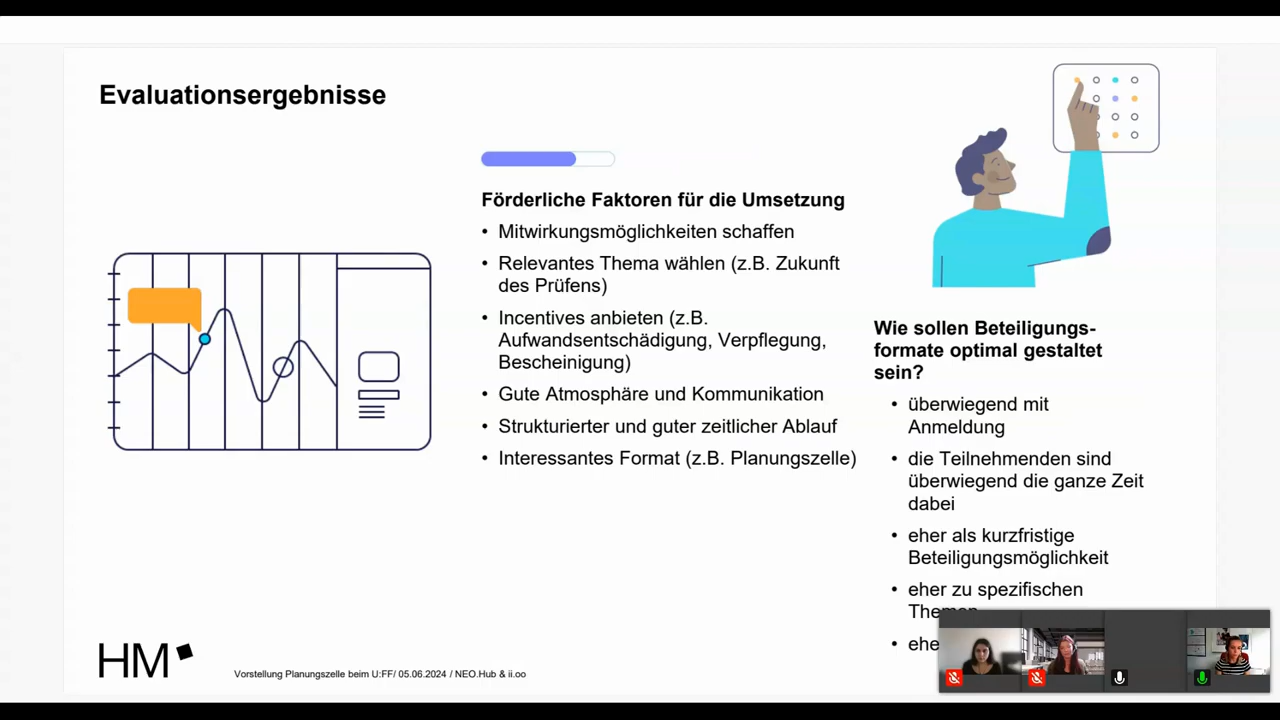 Evaluationsergebnisse
Förderliche Faktoren für die Umsetzung
• Mitwirkungsmöglichkeiten schaffen
• Relevantes Thema wählen (z.B. Zukunft
des Prüfens)
• Incentives anbieten (z.B.
Aufwandsentschädigung, Verpflegung,
Bescheinigung)
• Gute Atmosphäre und Kommunikation
• Strukturierter und guter zeitlicher Ablauf
• Interessantes Format (z.B. Planungszelle)
Wie sollen Beteiligungs-
formate optimal gestaltet
sein?
• überwiegend mit
Anmeldung
• die Teilnehmenden sind
überwiegend die ganze Zeit
dabei
• eher als kurzfristige
Beteiligungsmöglichkeit
• eher zu spezifischen
Themen
HM
Vorstellung Planungszelle beim U:FF/ 05.06.2024 / NEO.Hub & ii.oo